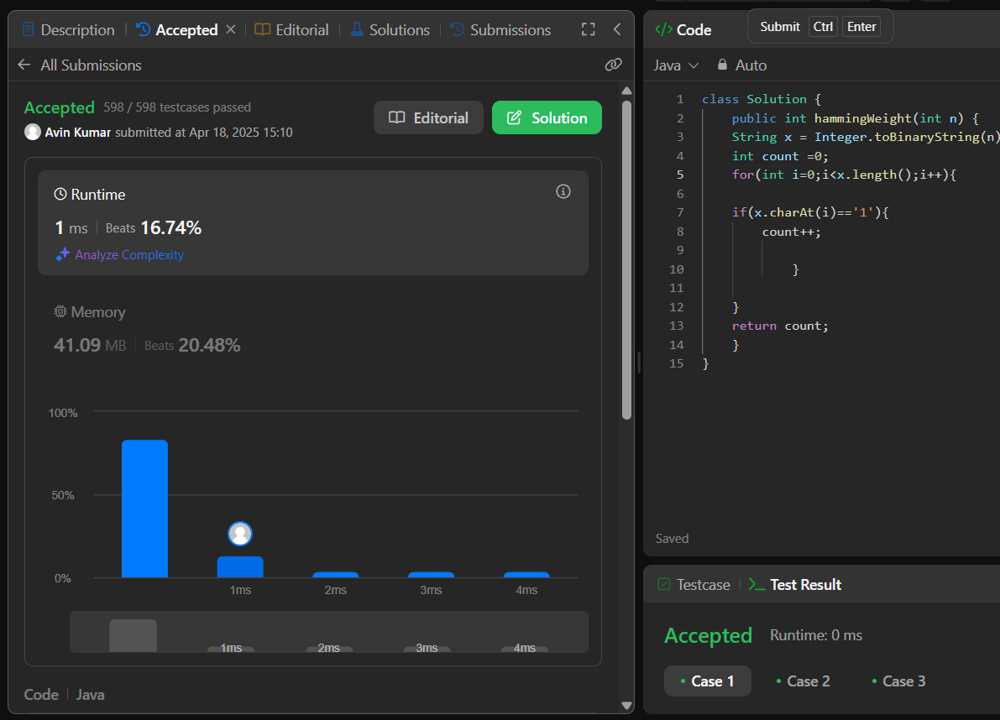 Description | Accepted × | Editorial | Solutions | Submissions
All Submissions
Accepted 598 / 598 testcases passed
Avin Kumar submitted at Apr 18, 2025 15:10
Editorial
Solution
Runtime
1 ms | Beats 16.74%
Analyze Complexity
Memory
41.09 MB | Beats 20.48%
100%
50%
0%
1ms 2ms 3ms 4ms
1ms 2ms 3ms 4ms
Code | Java
</> Code
Submit Ctrl Enter
Java Auto
1 class Solution {
2 public int hammingWeight(int n) {
3 String x = Integer.toBinaryString(n)
4 int count =0;
5 for(int i=0;i<x.length();i++){
6
7 if(x.charAt(i)=='1'){
8 count++;
9
10 }
11
12 }
13 return count;
14 }
15 }
Saved
Testcase | >_ Test Result
Accepted Runtime: 0 ms
• Case 1 • Case 2 • Case 3